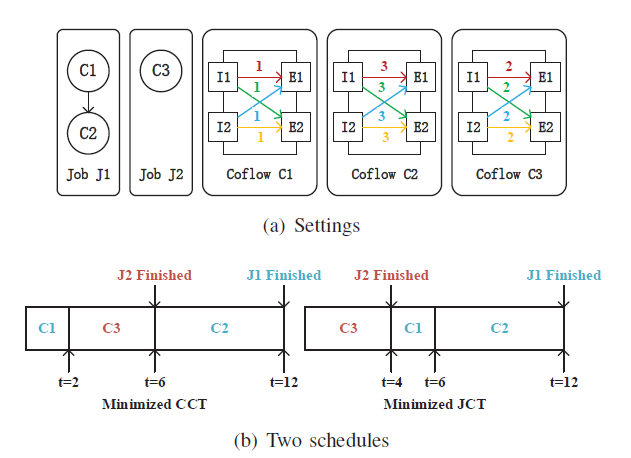 C1
C2
Job J1
C3
Job J2
I1 1 E1
1
1
I2 1 E2
Coflow C1
I1 3 E1
3
3
I2 3 E2
Coflow C2
I1 2 E1
2
2
I2 2 E2
Coflow C3
(a) Settings
J2 Finished J1 Finished J2 Finished J1 Finished
C1 C3 C2 C3 C1 C2
t=2 t=6 t=12 t=4 t=6 t=12
Minimized CCT Minimized JCT
(b) Two schedules